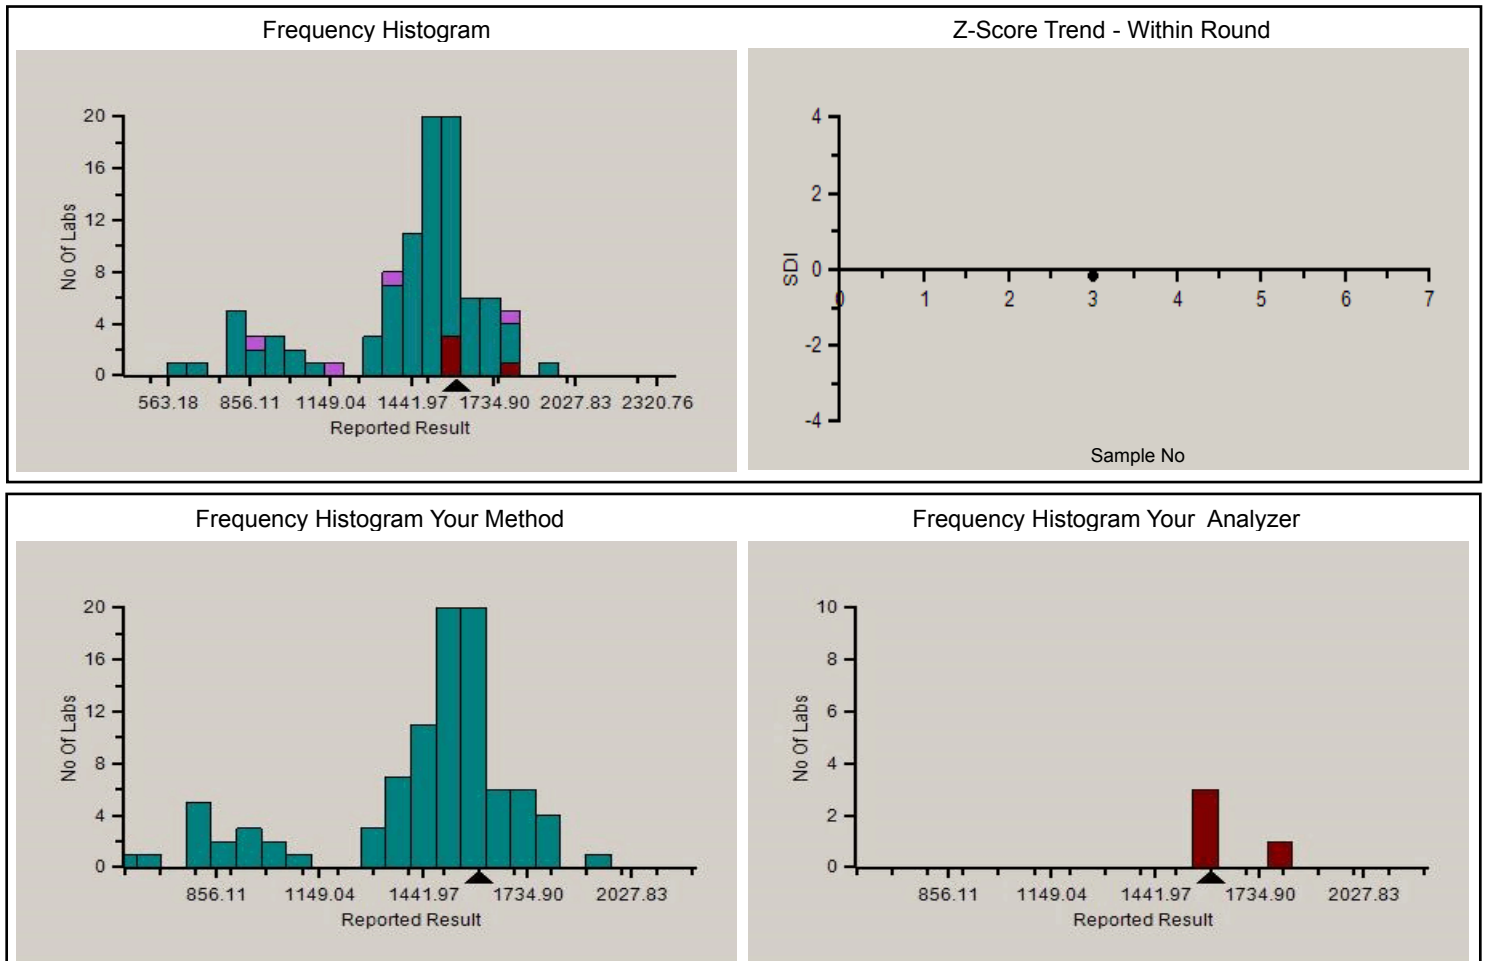 Frequency Histogram
20
16
12
8
4
0
No Of Labs
563.18 856.11 1149.04 1441.97 1734.90 2027.83 2320.76
Reported Result
Z-Score Trend - Within Round
4
2
0
-2
-4
SDI
0 1 2 3 4 5 6 7
Sample No
Frequency Histogram Your Method
20
16
12
8
4
0
No Of Labs
856.11 1149.04 1441.97 1734.90 2027.83
Reported Result
Frequency Histogram Your Analyzer
10
8
6
4
2
0
No Of Labs
856.11 1149.04 1441.97 1734.90 2027.83
Reported Result